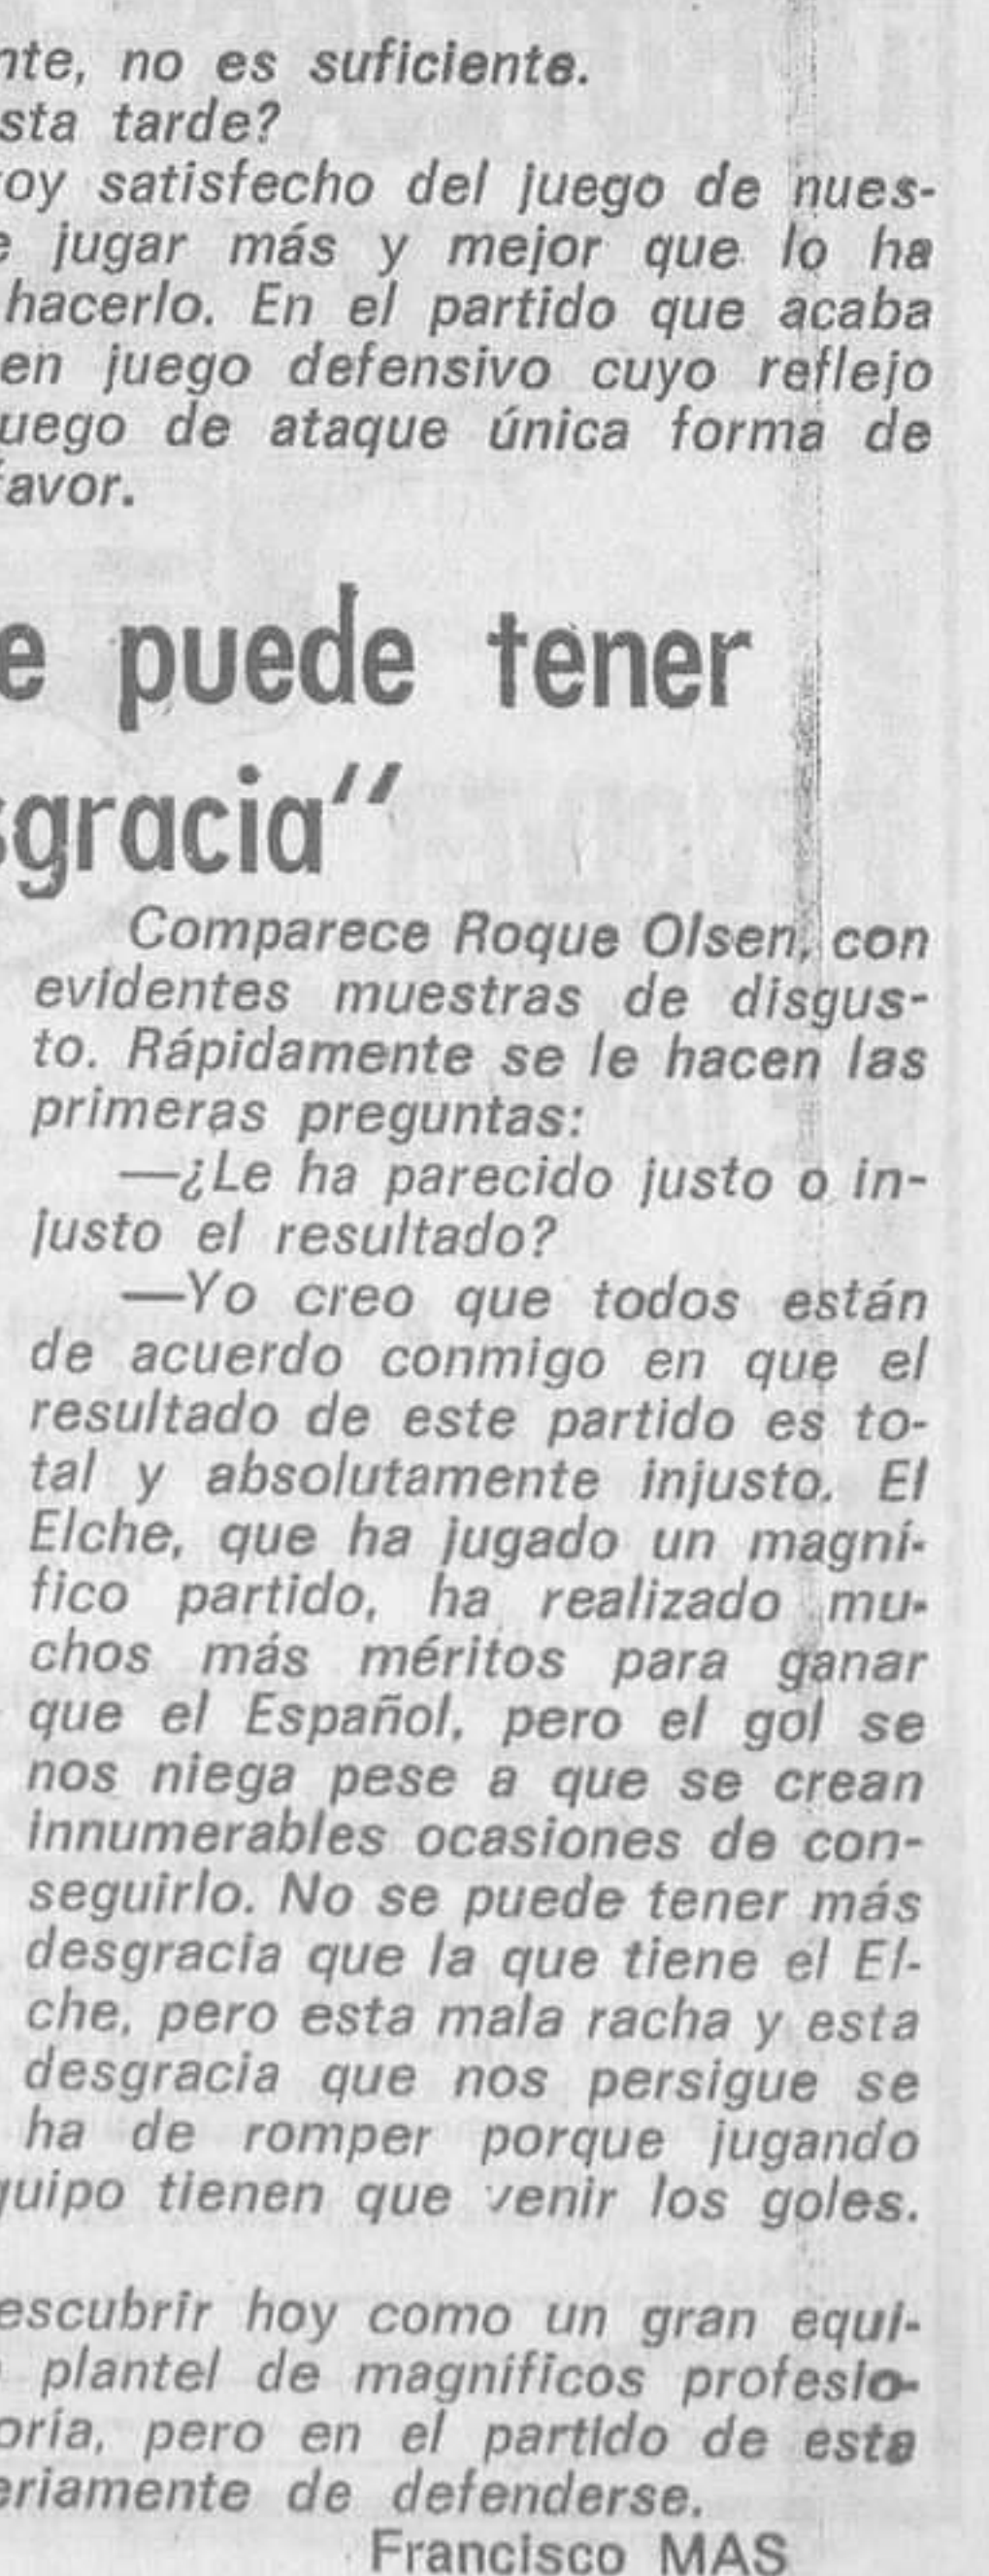 nte, no es suficiente.
sta tarde?
oy satisfecho del juego de nues-
e jugar más y mejor que lo ha
hacerlo. En el partido que acaba
en juego defensivo cuyo reflejo
uego de ataque única forma de
favor.
e puede tener
sgracia"
Comparece Roque Olsen, con
evidentes muestras de disgus-
to. Rápidamente se le hacen las
primeras preguntas:
—¿Le ha parecido justo o in-
justo el resultado?
—Yo creo que todos están
de acuerdo conmigo en que el
resultado de este partido es to-
tal y absolutamente injusto. El
Elche, que ha jugado un magní-
fico partido, ha realizado mu-
chos más méritos para ganar
que el Español, pero el gol se
nos niega pese a que se crean
innumerables ocasiones de con-
seguirlo. No se puede tener más
desgracia que la que tiene el El-
che, pero esta mala racha y esta
desgracia que nos persigue se
ha de romper porque jugando
quipo tienen que venir los goles.
escubrir hoy como un gran equi-
plantel de magníficos profesio-
oria, pero en el partido de esta
eriamente de defenderse.
Francisco MAS